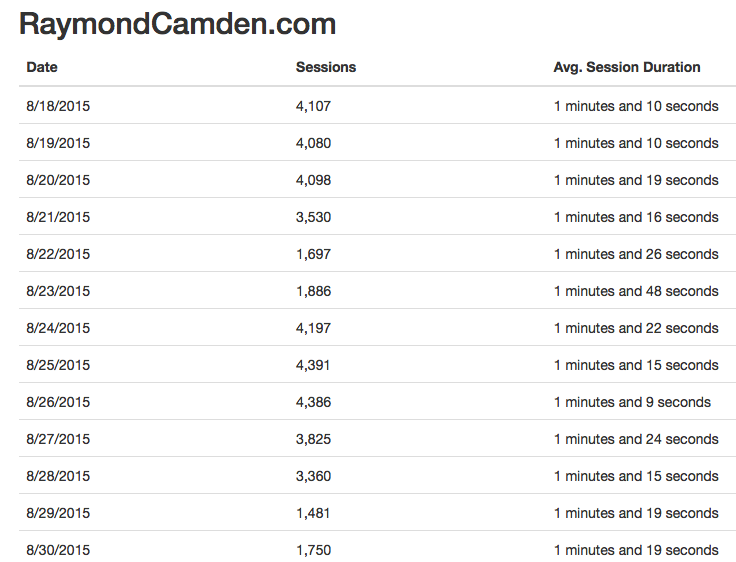 RaymondCamden.com
Date Sessions Avg. Session Duration
8/18/2015 4,107 1 minutes and 10 seconds
8/19/2015 4,080 1 minutes and 10 seconds
8/20/2015 4,098 1 minutes and 19 seconds
8/21/2015 3,530 1 minutes and 16 seconds
8/22/2015 1,697 1 minutes and 26 seconds
8/23/2015 1,886 1 minutes and 48 seconds
8/24/2015 4,197 1 minutes and 22 seconds
8/25/2015 4,391 1 minutes and 15 seconds
8/26/2015 4,386 1 minutes and 9 seconds
8/27/2015 3,825 1 minutes and 24 seconds
8/28/2015 3,360 1 minutes and 15 seconds
8/29/2015 1,481 1 minutes and 19 seconds
8/30/2015 1,750 1 minutes and 19 seconds